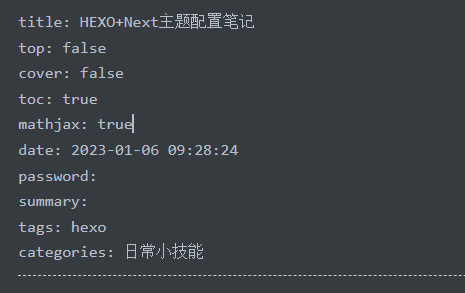 title: HEXO+Next主题配置笔记
top: false
cover: false
toc: true
mathjax: true
date: 2023-01-06 09:28:24
password:
summary:
tags: hexo
categories: 日常小技能